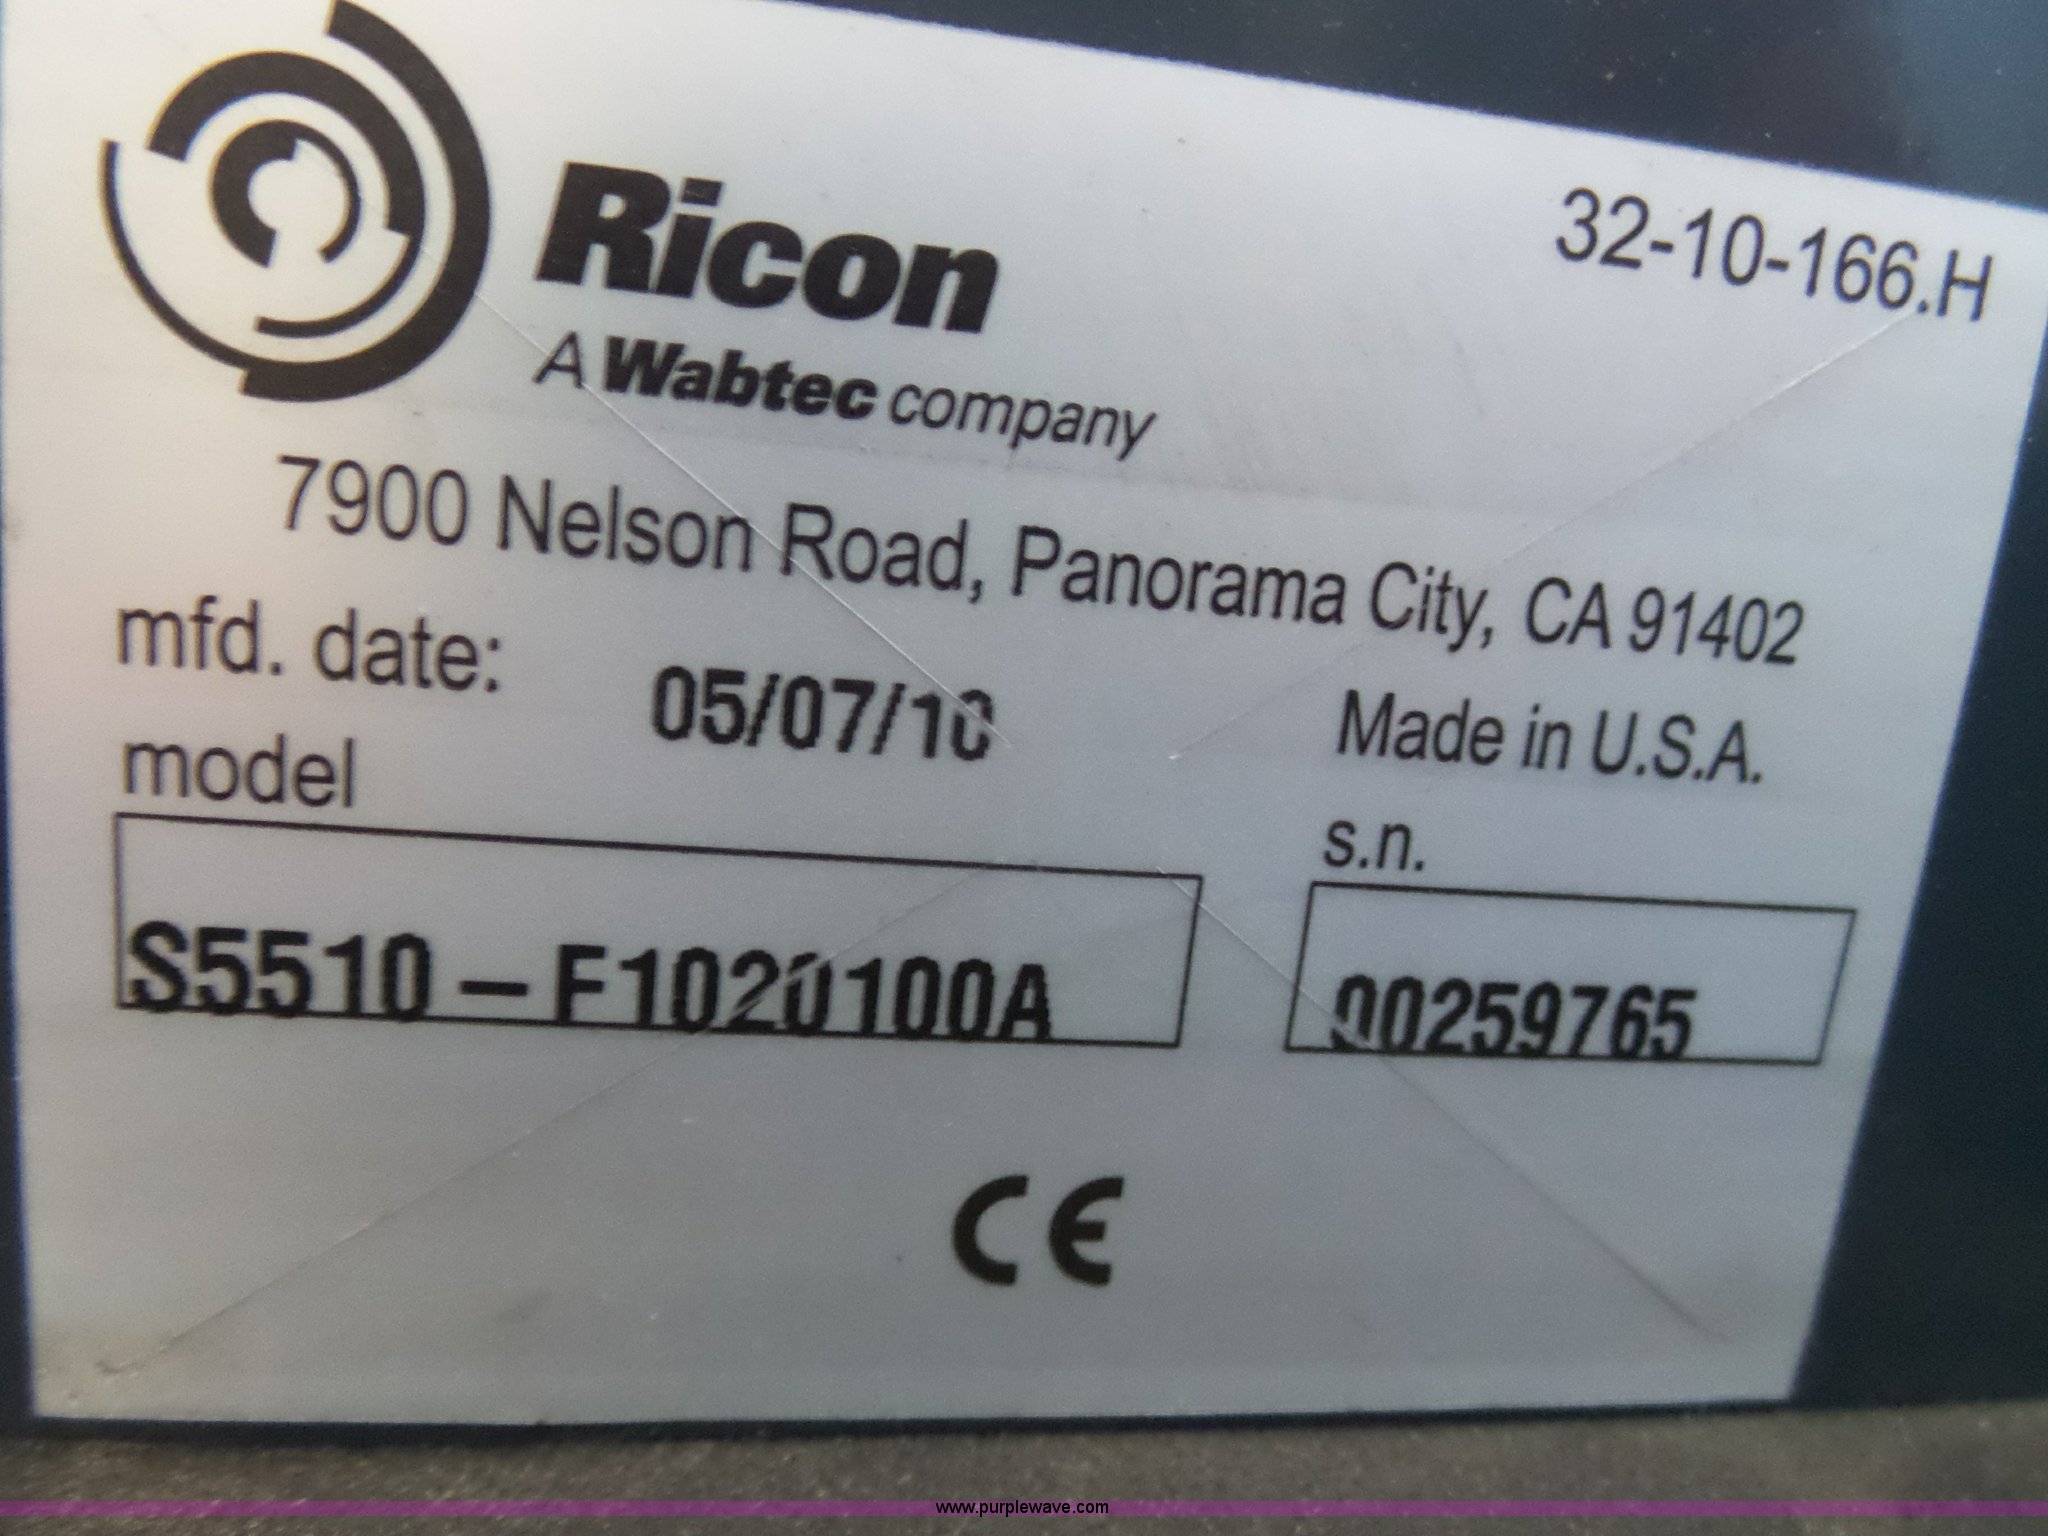 Ricon
A Wabtec company
32-10-166.H
7900 Nelson Road, Panorama City, CA 91402
mfd. date: 05/07/10
Made in U.S.A.
model
s.n.
S5510-F1020100A
00259765
CE
www.purplewave.com